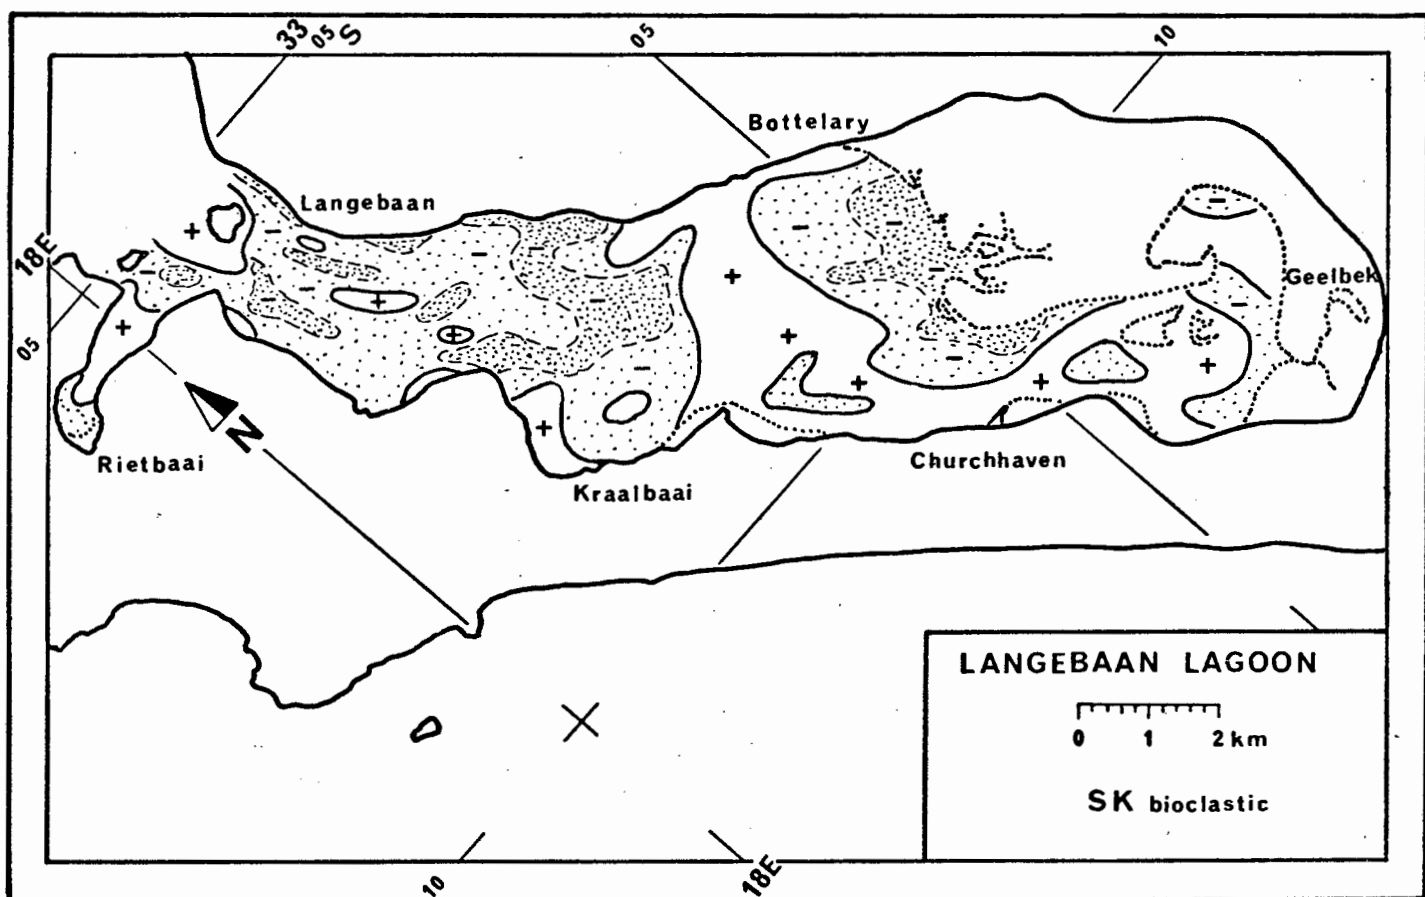 33 05 S
05
10
Bottelary
Langebaan
18E
+
-
+
-
-
-
+
-
-
-
-
+
-
+
+
-
-
+
-
-
Geelbek
-
+
+
+
-
+
05
N
Rietbaai
Kraalbaai
Churchhaven
LANGEBAAN LAGOON
0 1 2 km
SK bioclastic
10
18E